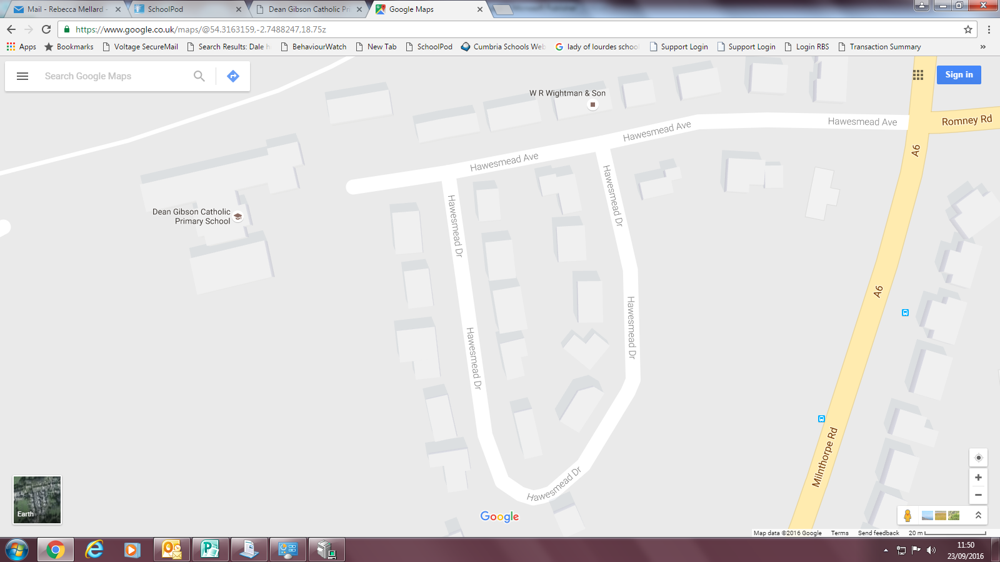 Mail - Rebecca Mellard -
SchoolPod
Dean Gibson Catholic Pri
Google Maps
https://www.google.co.uk/maps/@54.3163159,-2.7488247,18.75z
Apps
Bookmarks
Voltage SecureMail
Search Results: Dale h
BehaviourWatch
New Tab
SchoolPod
Cumbria Schools Web
G lady of lourdes school
Support Login
Support Login
Login RBS
Transaction Summary
»
Search Google Maps
Sign in
W R Wightman & Son
Hawesmead Ave
Hawesmead Ave
Romney Rd
A6
Hawesmead Ave
Hawesmead Dr
Hawesmead Dr
Dean Gibson Catholic
Primary School
A6
Hawesmead Dr
Hawesmead Dr
Milnthorpe Rd
Hawesmead Dr
Earth
Google
Map data ©2016 Google
Terms
Send feedback
20 m
11:50
23/09/2016